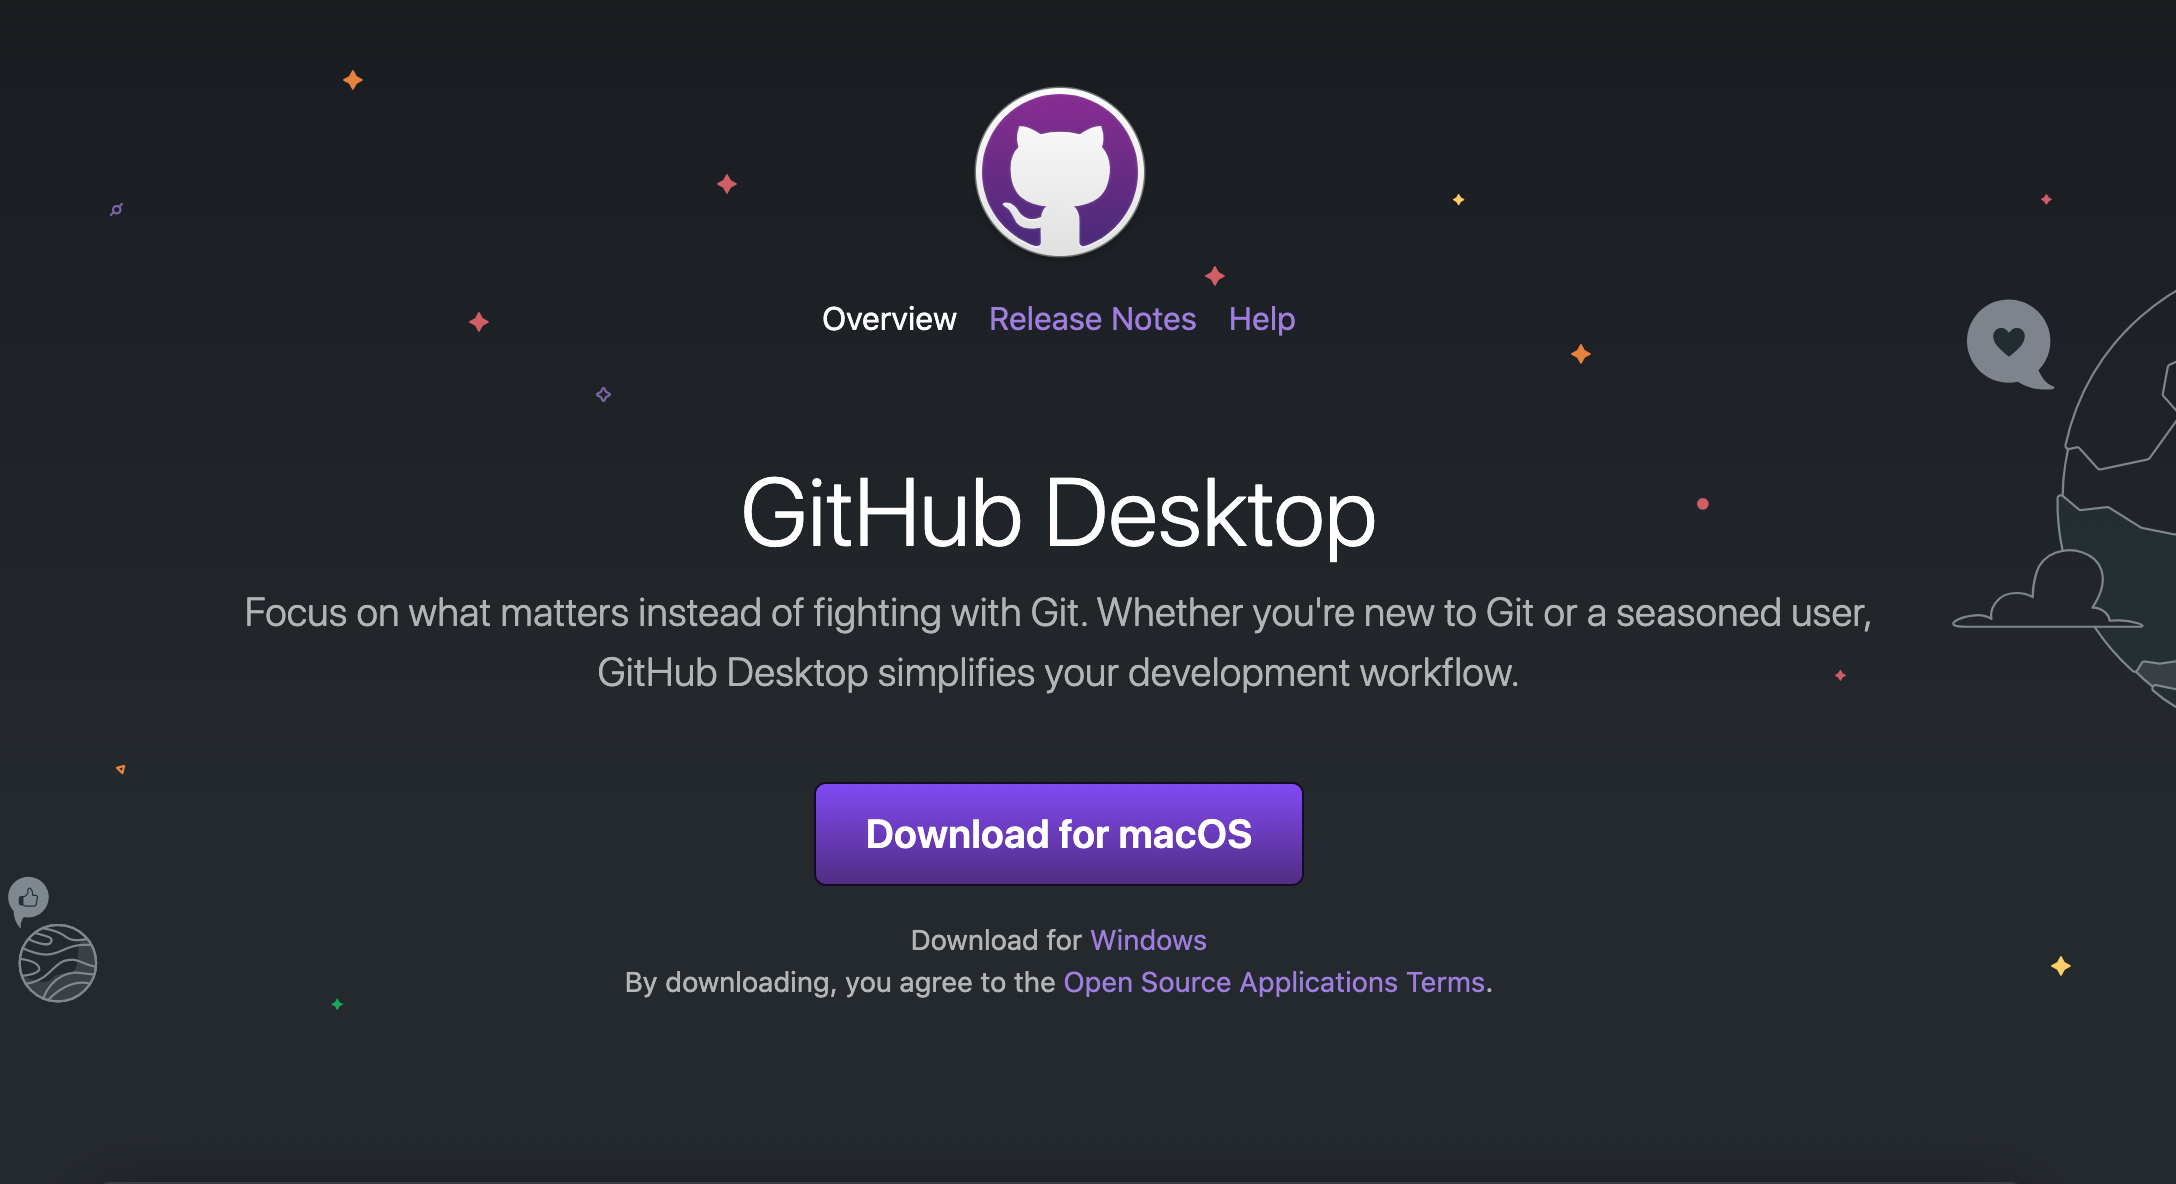 Overview Release Notes Help
GitHub Desktop
Focus on what matters instead of fighting with Git. Whether you're new to Git or a seasoned user,
GitHub Desktop simplifies your development workflow.
Download for macOS
Download for Windows
By downloading, you agree to the Open Source Applications Terms.